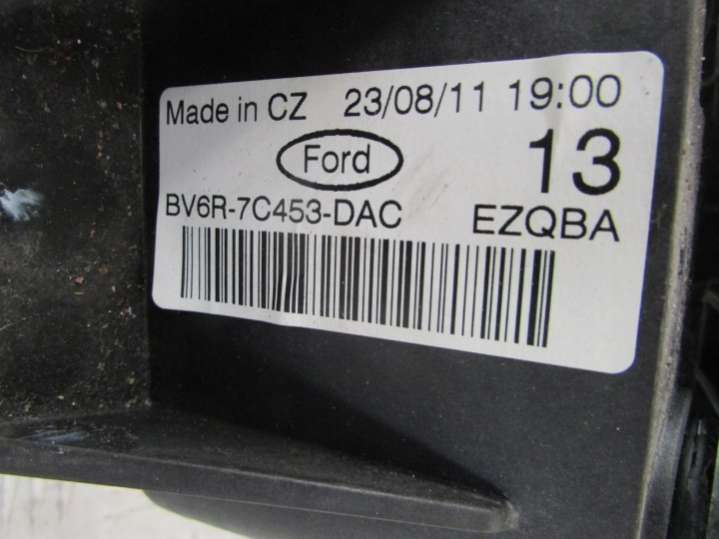 Made in CZ 23/08/11 19:00
Ford 13
BV6R-7C453-DAC EZQBA